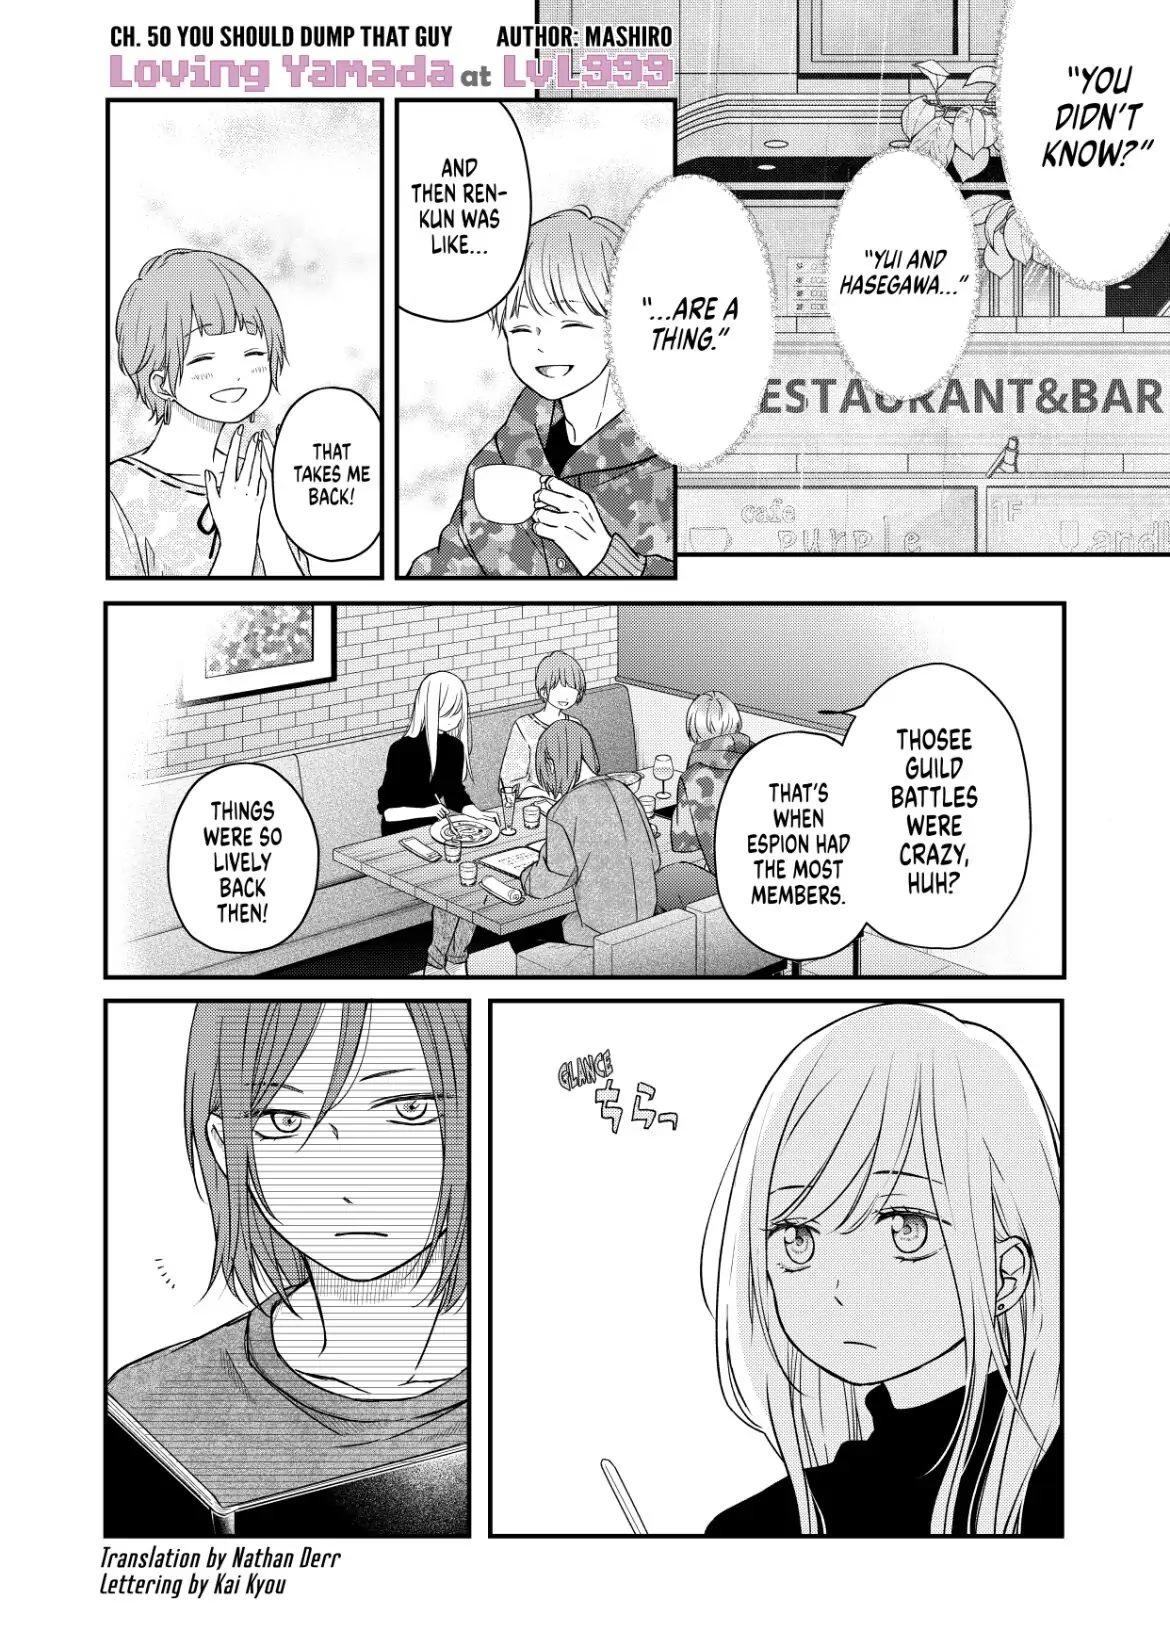 CH. 50 YOU SHOULD DUMP THAT GUY
AUTHOR: MASHIRO
Loving Yamada at LvL999
"YOU
DIDN'T
KNOW?"
"YUI AND
HASEGAWA..."
"...ARE A
THING."
ESTAURANT&BAR
cafe
purple
1F
AND
THEN REN-
KUN WAS
LIKE...
THAT
TAKES ME
BACK!
THOSEE
GUILD
BATTLES
WERE
CRAZY,
HUH?
THAT'S
WHEN
ESPION HAD
THE MOST
MEMBERS.
THINGS
WERE SO
LIVELY
BACK
THEN!
GLANCE
ちらっ
Translation by Nathan Derr
Lettering by Kai Kyou